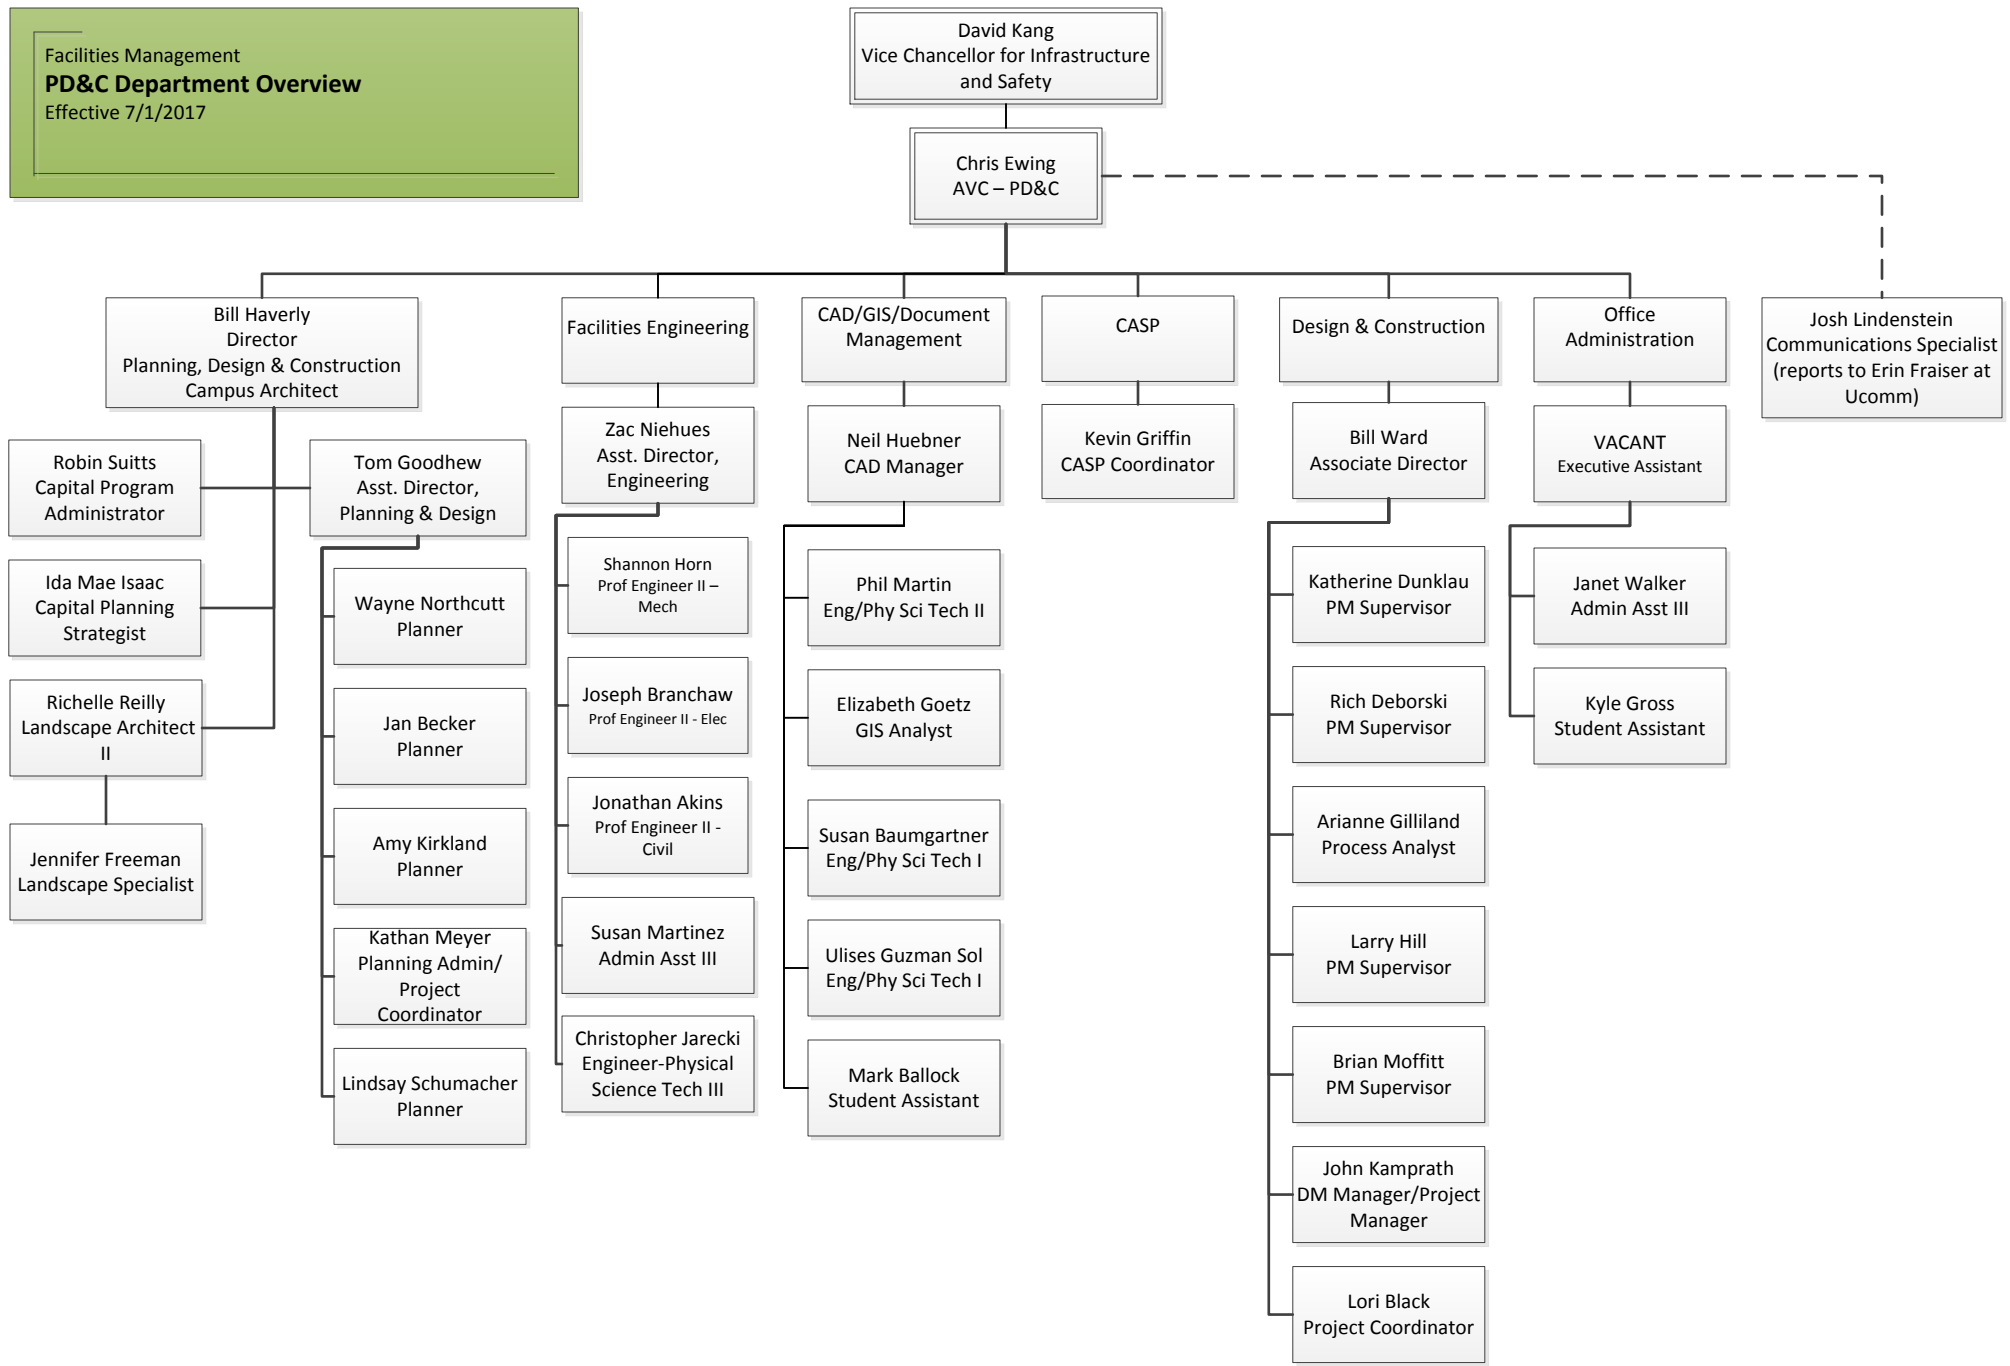 Facilities Management
PD&C Department Overview
Effective 7/1/2017
David Kang
Vice Chancellor for Infrastructure
and Safety
Chris Ewing
AVC – PD&C
Bill Haverly
Director
Planning, Design & Construction
Campus Architect
Facilities Engineering
CAD/GIS/Document
Management
CASP
Design & Construction
Office
Administration
Josh Lindenstein
Communications Specialist
(reports to Erin Fraiser at
Ucomm)
Robin Suitts
Capital Program
Administrator
Tom Goodhew
Asst. Director,
Planning & Design
Zac Niehues
Asst. Director,
Engineering
Neil Huebner
CAD Manager
Kevin Griffin
CASP Coordinator
Bill Ward
Associate Director
VACANT
Executive Assistant
Ida Mae Isaac
Capital Planning
Strategist
Richelle Reilly
Landscape Architect
II
Jennifer Freeman
Landscape Specialist
Wayne Northcutt
Planner
Jan Becker
Planner
Amy Kirkland
Planner
Kathan Meyer
Planning Admin/
Project
Coordinator
Lindsay Schumacher
Planner
Shannon Horn
Prof Engineer II –
Mech
Joseph Branchaw
Prof Engineer II - Elec
Jonathan Akins
Prof Engineer II -
Civil
Susan Martinez
Admin Asst III
Christopher Jarecki
Engineer-Physical
Science Tech III
Phil Martin
Eng/Phy Sci Tech II
Elizabeth Goetz
GIS Analyst
Susan Baumgartner
Eng/Phy Sci Tech I
Ulises Guzman Sol
Eng/Phy Sci Tech I
Mark Ballock
Student Assistant
Katherine Dunklau
PM Supervisor
Rich Deborski
PM Supervisor
Arianne Gilliland
Process Analyst
Larry Hill
PM Supervisor
Brian Moffitt
PM Supervisor
John Kamprath
DM Manager/Project
Manager
Lori Black
Project Coordinator
Janet Walker
Admin Asst III
Kyle Gross
Student Assistant